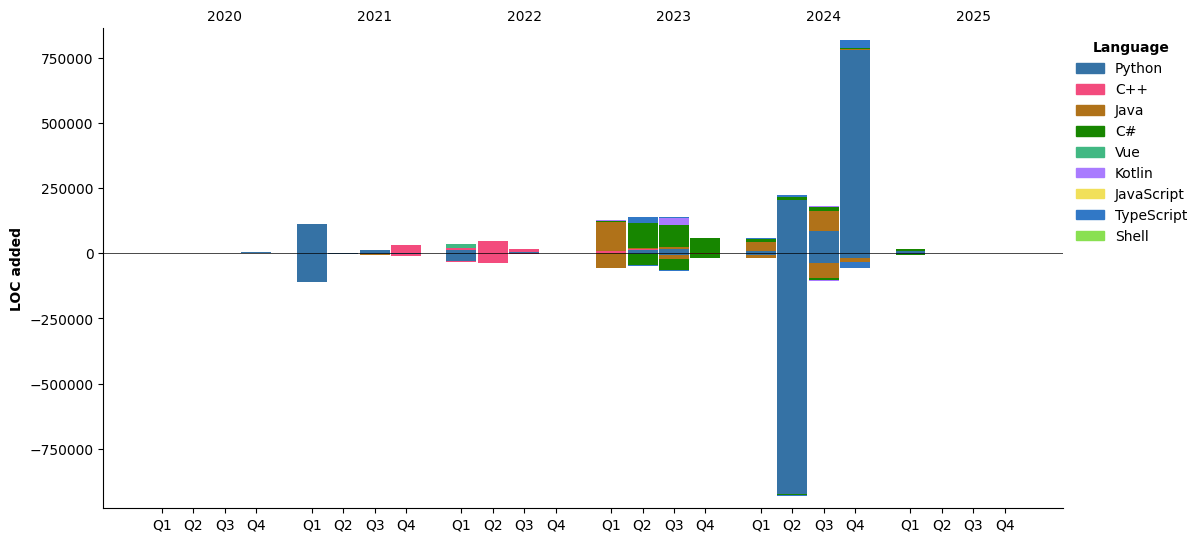 2020 2021 2022 2023 2024 2025
Language
Python
C++
Java
C#
Vue
Kotlin
JavaScript
TypeScript
Shell
LOC added
750000
500000
250000
0
−250000
−500000
−750000
Q1 Q2 Q3 Q4 Q1 Q2 Q3 Q4 Q1 Q2 Q3 Q4 Q1 Q2 Q3 Q4 Q1 Q2 Q3 Q4 Q1 Q2 Q3 Q4